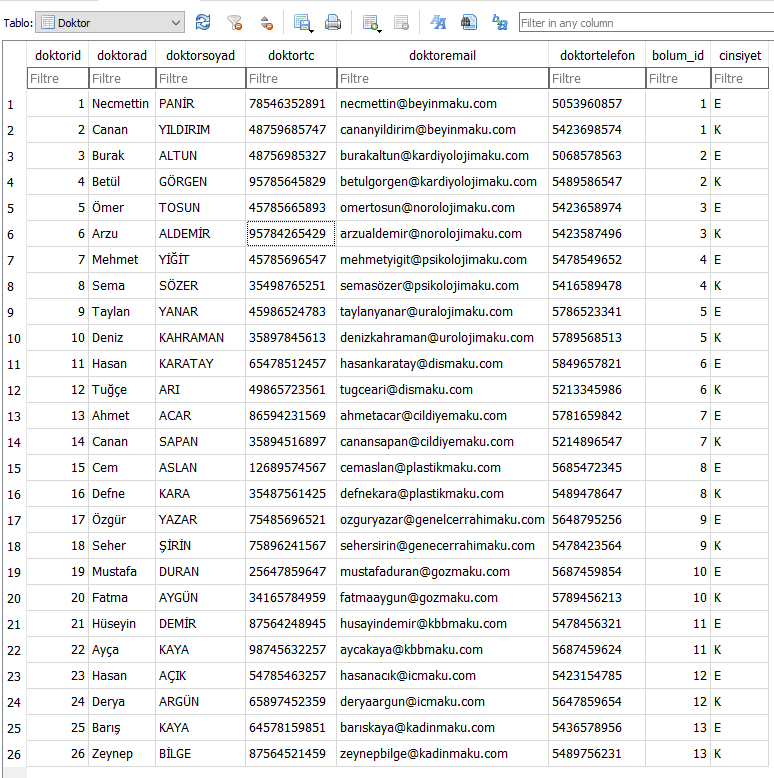 Tablo: Doktor Filter in any column
doktorid doktorad doktorsoyad doktortc doktoremail doktortelefon bolum_id cinsiyet
Filtre Filtre Filtre Filtre Filtre Filtre Filtre Filtre
1 1 Necmettin PANİR 78546352891 necmettin@beyinmaku.com 5053960857 1 E
2 2 Canan YILDIRIM 48759685747 cananyildirim@beyinmaku.com 5423698574 1 K
3 3 Burak ALTUN 48756985327 burakaltun@kardiyolojimaku.com 5068578563 2 E
4 4 Betül GÖRGEN 95785645829 betulgorgen@kardiyolojimaku.com 5489586547 2 K
5 5 Ömer TOSUN 45785665893 omertosun@norolojimaku.com 5423658974 3 E
6 6 Arzu ALDEMİR 95784265429 arzualdemir@norolojimaku.com 5423587496 3 K
7 7 Mehmet YİĞİT 45785696547 mehmetyigit@psikolojimaku.com 5478549652 4 E
8 8 Sema SÖZER 35498765251 semasözer@psikolojimaku.com 5416589478 4 K
9 9 Taylan YANAR 45986524783 taylanyanar@uralojimaku.com 5786523341 5 E
10 10 Deniz KAHRAMAN 35897845613 denizkahraman@urolojimaku.com 5789568513 5 K
11 11 Hasan KARATAY 65478512457 hasankaratay@dismaku.com 5849657821 6 E
12 12 Tuğçe ARI 49865723561 tugceari@dismaku.com 5213345986 6 K
13 13 Ahmet ACAR 86594231569 ahmetacar@cildiyemaku.com 5781659842 7 E
14 14 Canan SAPAN 35894516897 canansapan@cildiyemaku.com 5214896547 7 K
15 15 Cem ASLAN 12689574567 cemaslan@plastikmaku.com 5685472345 8 E
16 16 Defne KARA 35487561425 defnekara@plastikmaku.com 5489478647 8 K
17 17 Özgür YAZAR 75485696521 ozguryazar@genelcerrahimaku.com 5648795256 9 E
18 18 Seher ŞİRİN 75896241567 sehersirin@genecerrahimaku.com 5478423564 9 K
19 19 Mustafa DURAN 25647859647 mustafaduran@gozmaku.com 5687459854 10 E
20 20 Fatma AYGÜN 34165784959 fatmaaygun@gozmaku.com 5789456213 10 K
21 21 Hüseyin DEMİR 87564248945 husayindemir@kbbmaku.com 5478456321 11 E
22 22 Ayça KAYA 98745632257 aycakaya@kbbmaku.com 5687459624 11 K
23 23 Hasan AÇIK 54785463257 hasanacık@icmaku.com 5423154785 12 E
24 24 Derya ARGÜN 65897452359 deryaargun@icmaku.com 5647859654 12 K
25 25 Barış KAYA 64578159851 barıskaya@kadinmaku.com 5436578956 13 E
26 26 Zeynep BİLGE 87564521459 zeynepbilge@kadinmaku.com 5489756231 13 K